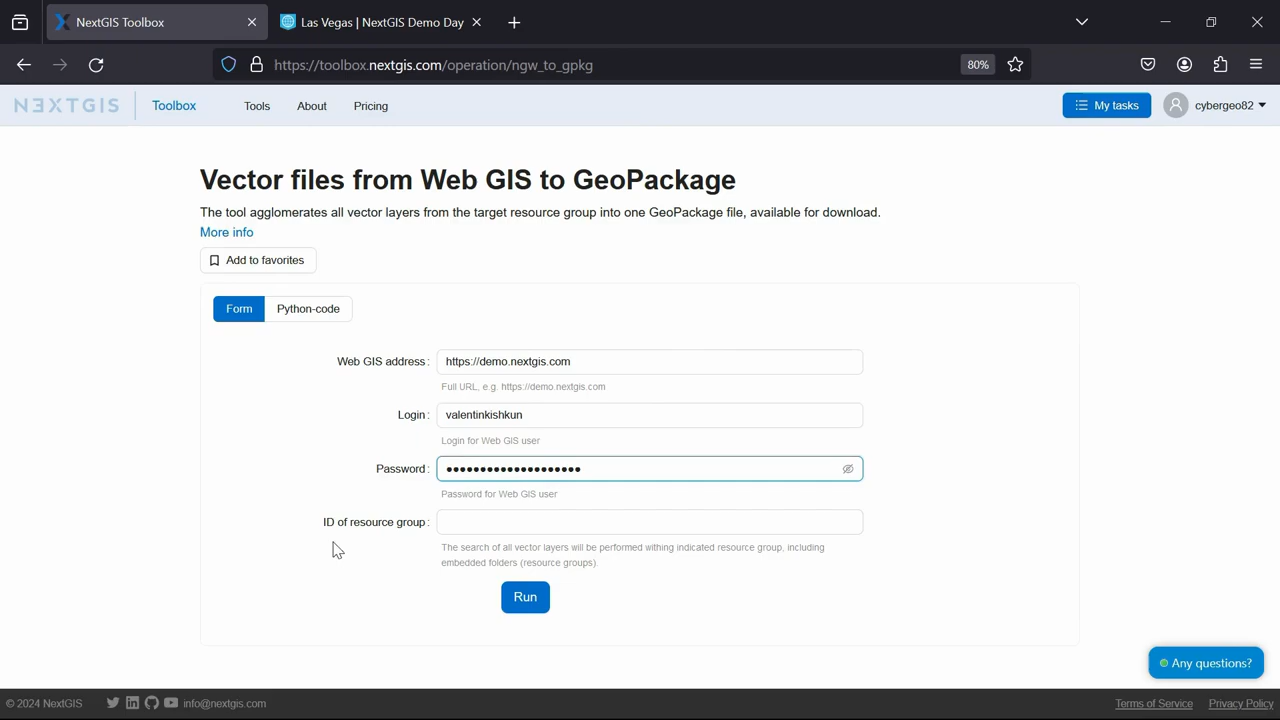 NextGIS Toolbox
Las Vegas | NextGIS Demo Day
https://toolbox.nextgis.com/operation/ngw_to_gpkg
80%
NEXTGIS
Toolbox
Tools
About
Pricing
My tasks
cybergeo82
Vector files from Web GIS to GeoPackage
The tool agglomerates all vector layers from the target resource group into one GeoPackage file, available for download.
More info
Add to favorites
Form
Python-code
Web GIS address :
https://demo.nextgis.com
Full URL, e.g. https://demo.nextgis.com
Login :
valentinkishkun
Login for Web GIS user
Password :
••••••••••••••••••••
Password for Web GIS user
ID of resource group :
The search of all vector layers will be performed withing indicated resource group, including
embedded folders (resource groups).
Run
Any questions?
© 2024 NextGIS
info@nextgis.com
Terms of Service
Privacy Policy